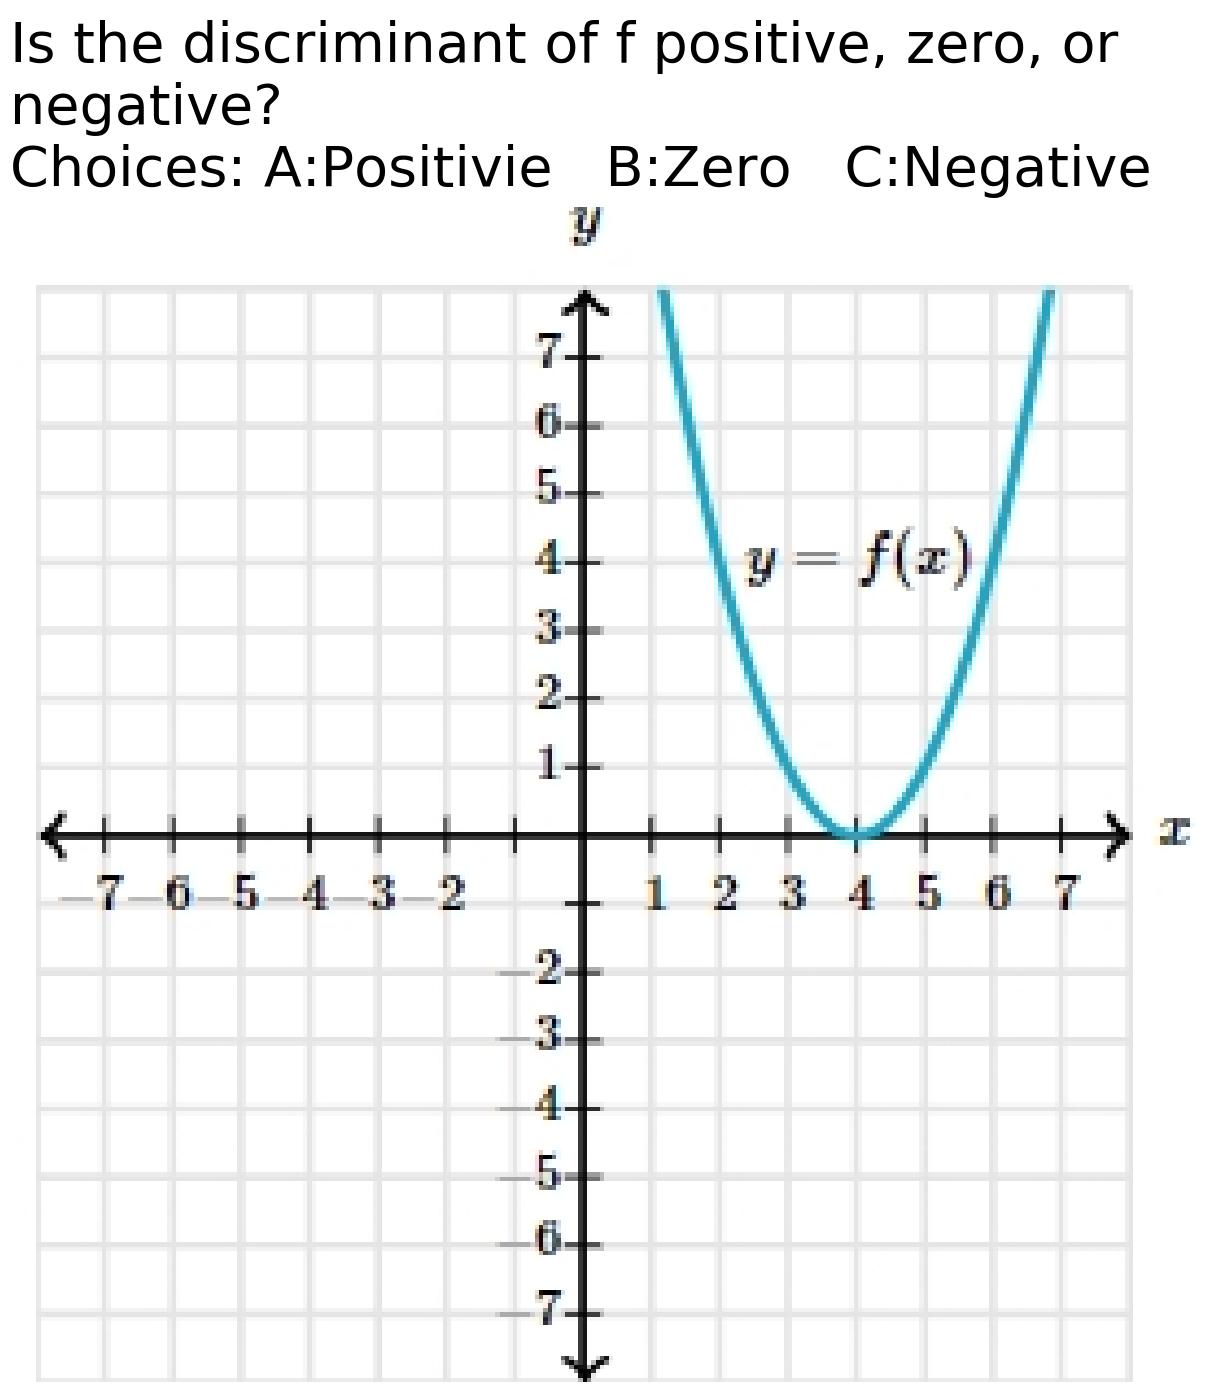 Is the discriminant of f positive, zero, or
negative?
Choices: A:Positivie B:Zero C:Negative
y
7
6
5
4
y = f(x)
3
2
1
x
-7 -6 -5 -4 -3 -2 1 2 3 4 5 6 7
-2
-3
-4
-5
-6
-7